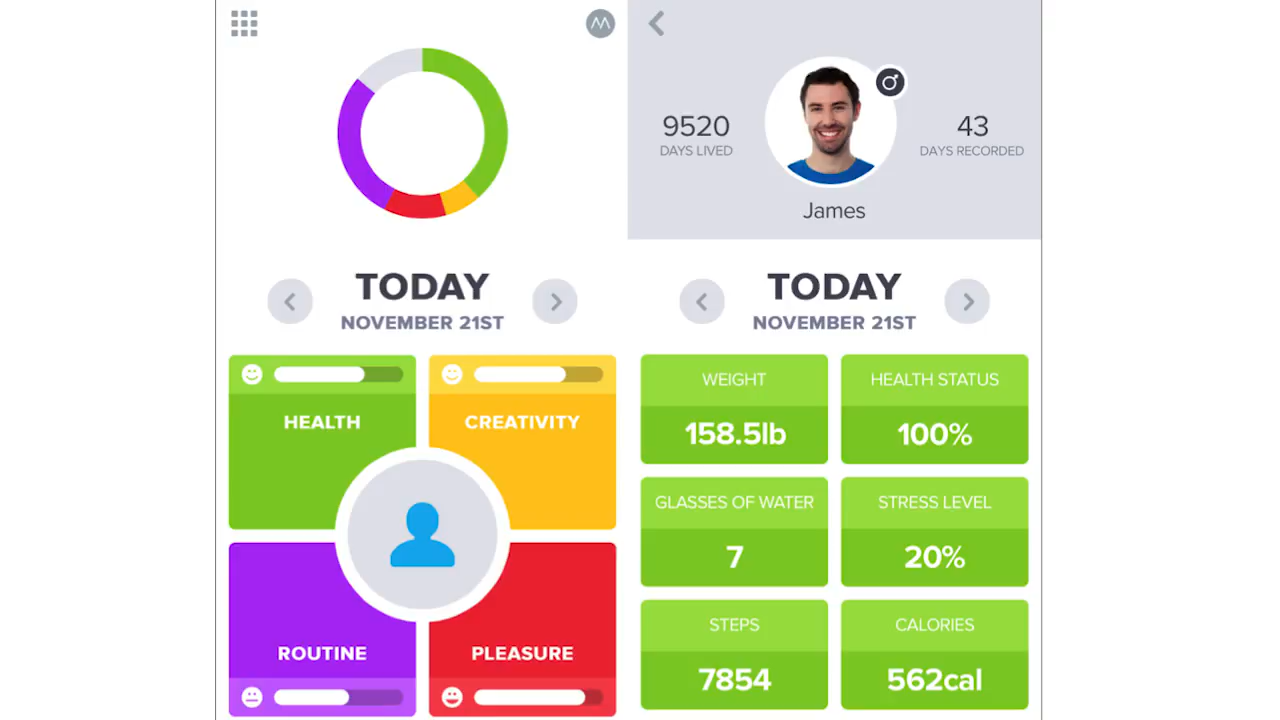 TODAY
NOVEMBER 21ST
HEALTH
CREATIVITY
ROUTINE
PLEASURE
9520
DAYS LIVED
43
DAYS RECORDED
James
TODAY
NOVEMBER 21ST
WEIGHT
158.5lb
HEALTH STATUS
100%
GLASSES OF WATER
7
STRESS LEVEL
20%
STEPS
7854
CALORIES
562cal